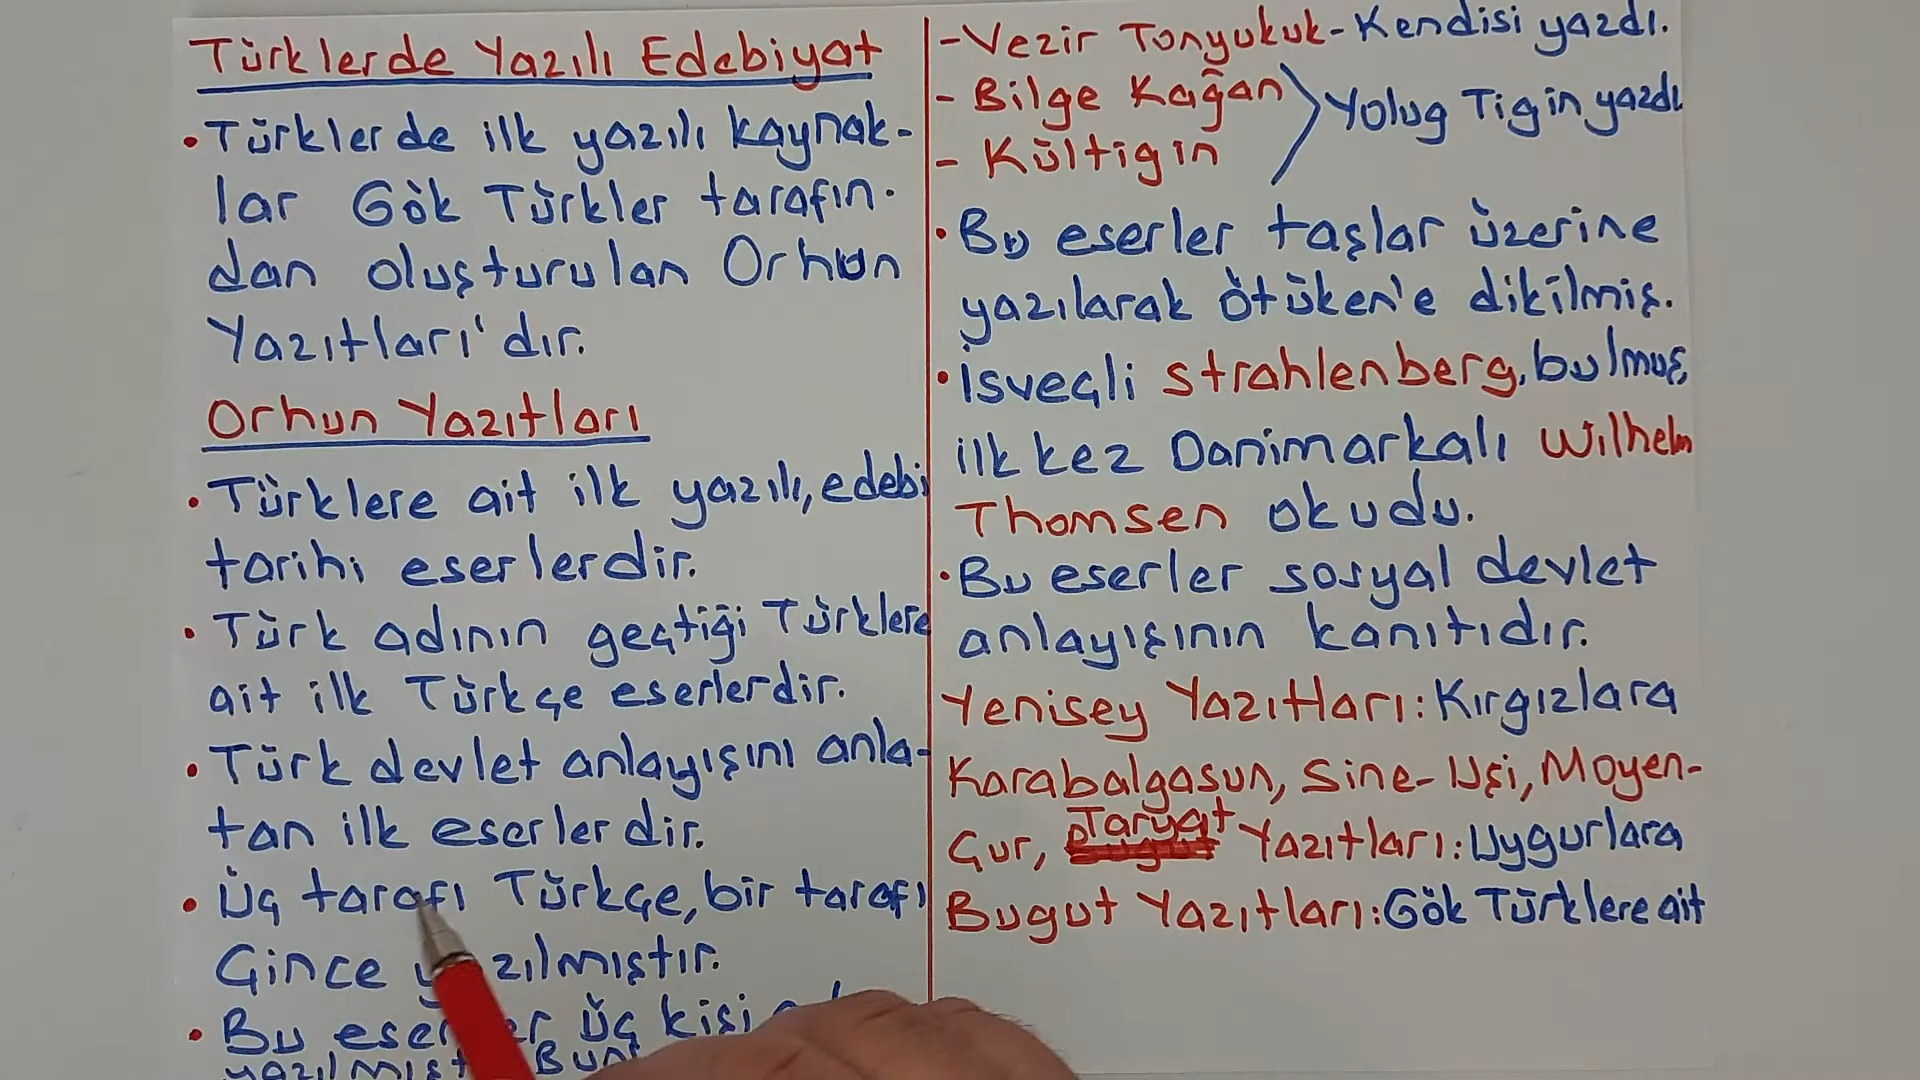 Türklerde Yazılı Edebiyat
• Türklerde ilk yazılı kaynak-
lar Gök Türkler tarafın-
dan oluşturulan Orhun
Yazıtları'dır.
Orhun Yazıtları
• Türklere ait ilk yazılı, edebi
tarihi eserlerdir.
• Türk adının geçtiği Türklere
ait ilk Türkçe eserlerdir.
• Türk devlet anlayışını anla-
tan ilk eserlerdir.
• Üç tarafı Türkçe, bir tarafı
Çince yazılmıştır.
• Bu eserler üç kişi
- Vezir Tonyukuk - Kendisi yazdı.
- Bilge Kağan
- Kültigin
Yolug Tigin yazdı
• Bu eserler taşlar üzerine
yazılarak Ötüken'e dikilmiş.
• İsveçli Strahlenberg, bulmuş,
ilk kez Danimarkalı Wilhelm
Thomsen okudu.
• Bu eserler sosyal devlet
anlayışının kanıtıdır.
Yenisey Yazıtları: Kırgızlara
Karabalgasun, Sine-Uşi, Moyen-
Çur, Taryat Yazıtları: Uygurlara
Bugut Yazıtları: Gök Türklere ait